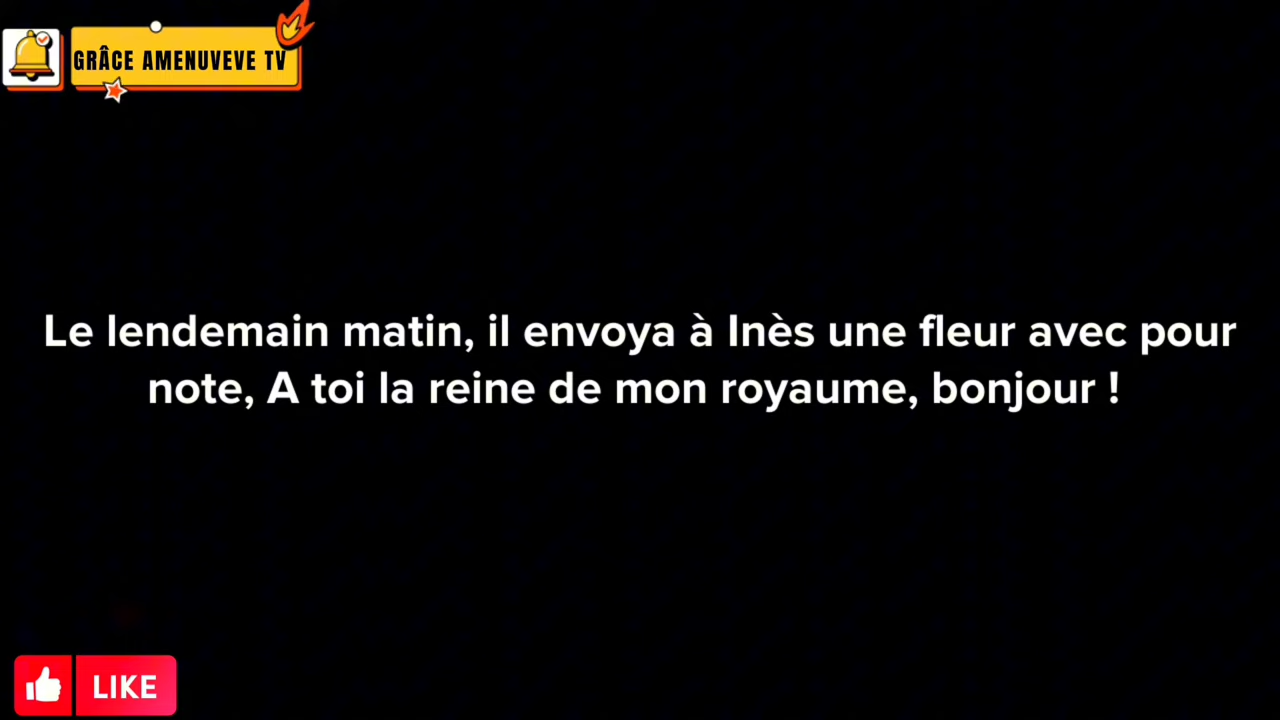 GRÂCE AMENUVEVE TV
Le lendemain matin, il envoya à Inès une fleur avec pour
note, A toi la reine de mon royaume, bonjour !
LIKE